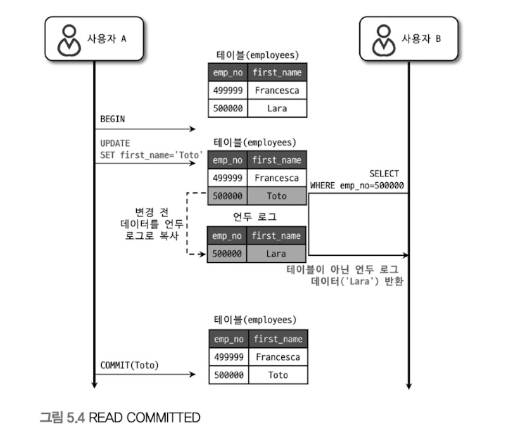 사용자 A
사용자 B
테이블(employees)
emp_no first_name
499999 Francesca
500000 Lara
BEGIN
UPDATE
SET first_name='Toto'
테이블(employees)
emp_no first_name
499999 Francesca
500000 Toto
SELECT
WHERE emp_no=500000
변경 전
데이터를 언두
로그로 복사
언두 로그
emp_no first_name
500000 Lara
테이블이 아닌 언두 로그
데이터('Lara') 반환
테이블(employees)
emp_no first_name
499999 Francesca
500000 Toto
COMMIT(Toto)
그림 5.4 READ COMMITTED